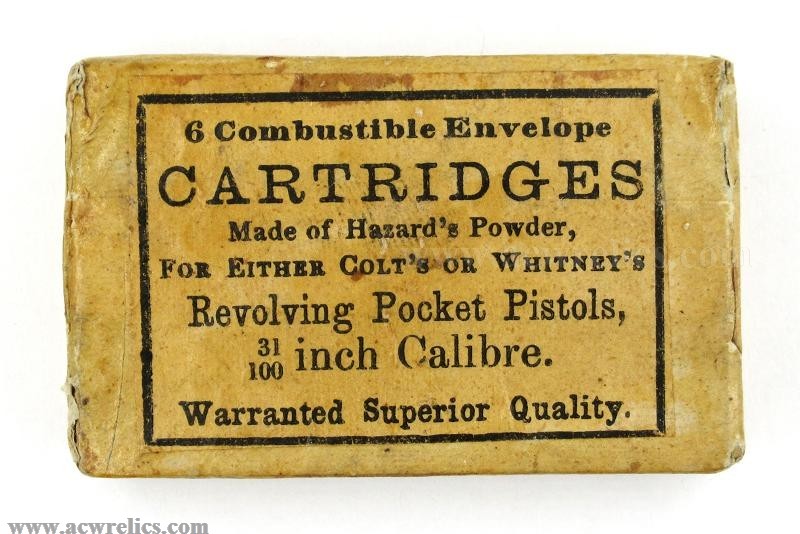 6 Combustible Envelope
CARTRIDGES
Made of Hazard's Powder,
FOR EITHER COLT'S OR WHITNEY'S
Revolving Pocket Pistols,
31/100 inch Calibre.
Warranted Superior Quality.
www.acwrelics.com